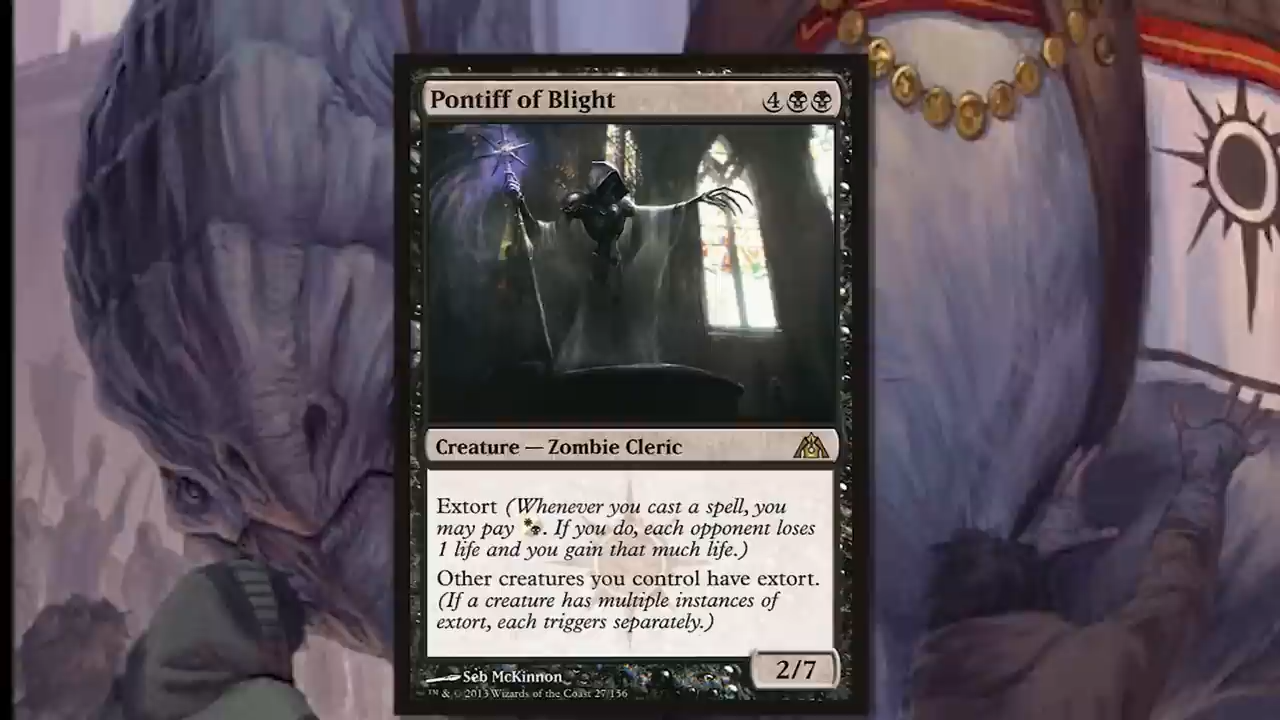 Pontiff of Blight 4
Creature — Zombie Cleric
Extort (Whenever you cast a spell, you
may pay . If you do, each opponent loses
1 life and you gain that much life.)
Other creatures you control have extort.
(If a creature has multiple instances of
extort, each triggers separately.)
2/7
Seb McKinnon
™ & © 2013 Wizards of the Coast 27/156